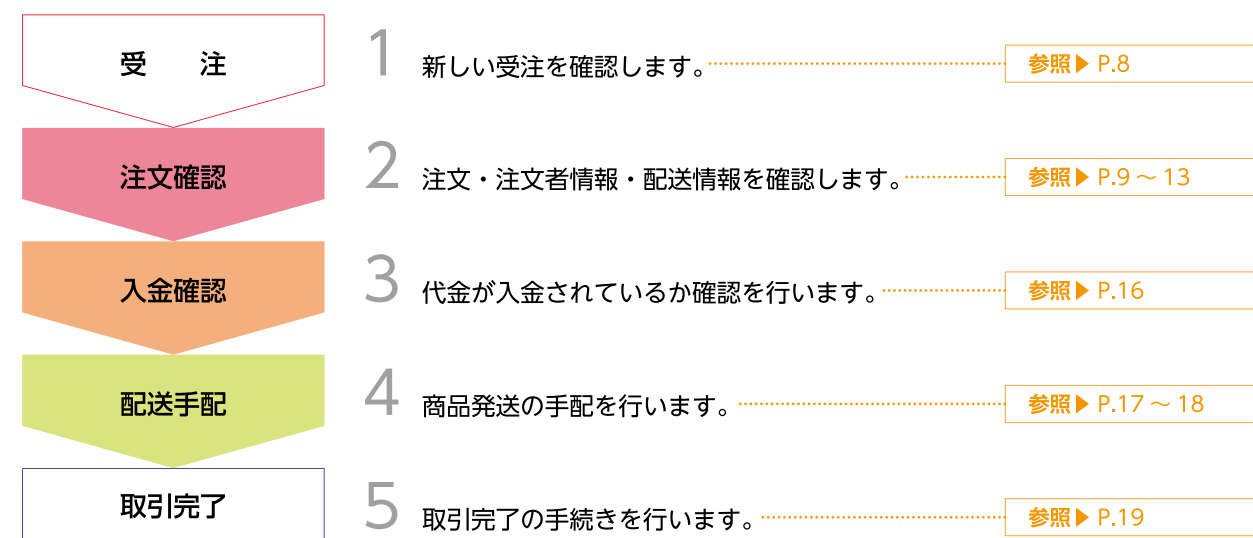 受 注
1 新しい受注を確認します。 参照▶ P.8
注文確認
2 注文・注文者情報・配送情報を確認します。 参照▶ P.9～13
入金確認
3 代金が入金されているか確認を行います。 参照▶ P.16
配送手配
4 商品発送の手配を行います。 参照▶ P.17～18
取引完了
5 取引完了の手続きを行います。 参照▶ P.19